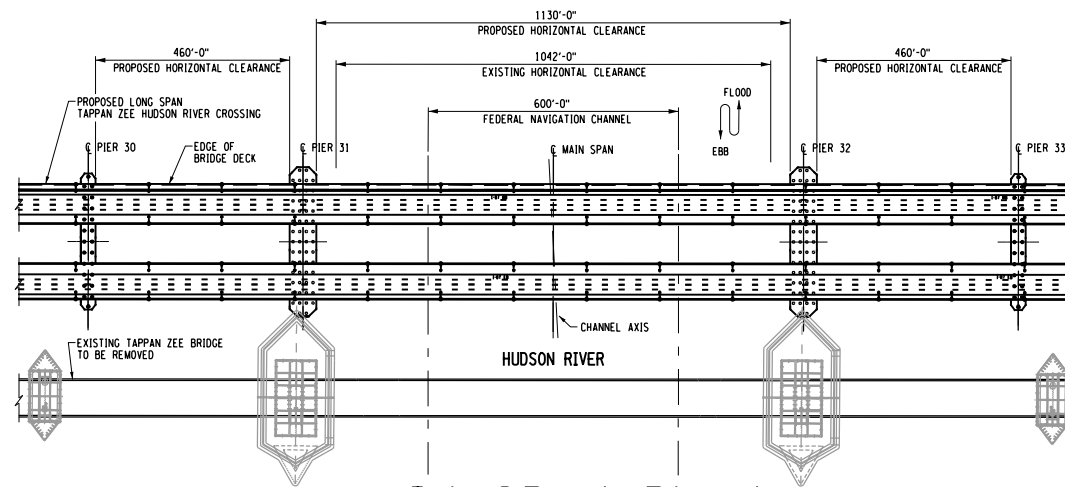 1130'-0"
PROPOSED HORIZONTAL CLEARANCE
460'-0"
PROPOSED HORIZONTAL CLEARANCE
1042'-0"
EXISTING HORIZONTAL CLEARANCE
460'-0"
PROPOSED HORIZONTAL CLEARANCE
PROPOSED LONG SPAN
TAPPAN ZEE HUDSON RIVER CROSSING
600'-0"
FEDERAL NAVIGATION CHANNEL
FLOOD
EBB
℄ PIER 30
EDGE OF
BRIDGE DECK
℄ PIER 31
℄ MAIN SPAN
℄ PIER 32
℄ PIER 33
CHANNEL AXIS
EXISTING TAPPAN ZEE BRIDGE
TO BE REMOVED
HUDSON RIVER